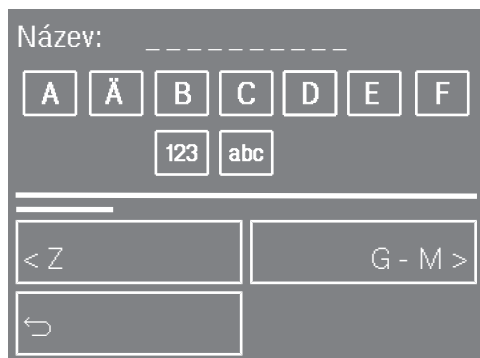 Název: _ _ _ _ _ _ _ _ _ _
A Ä B C D E F
123 abc
< Z G - M >